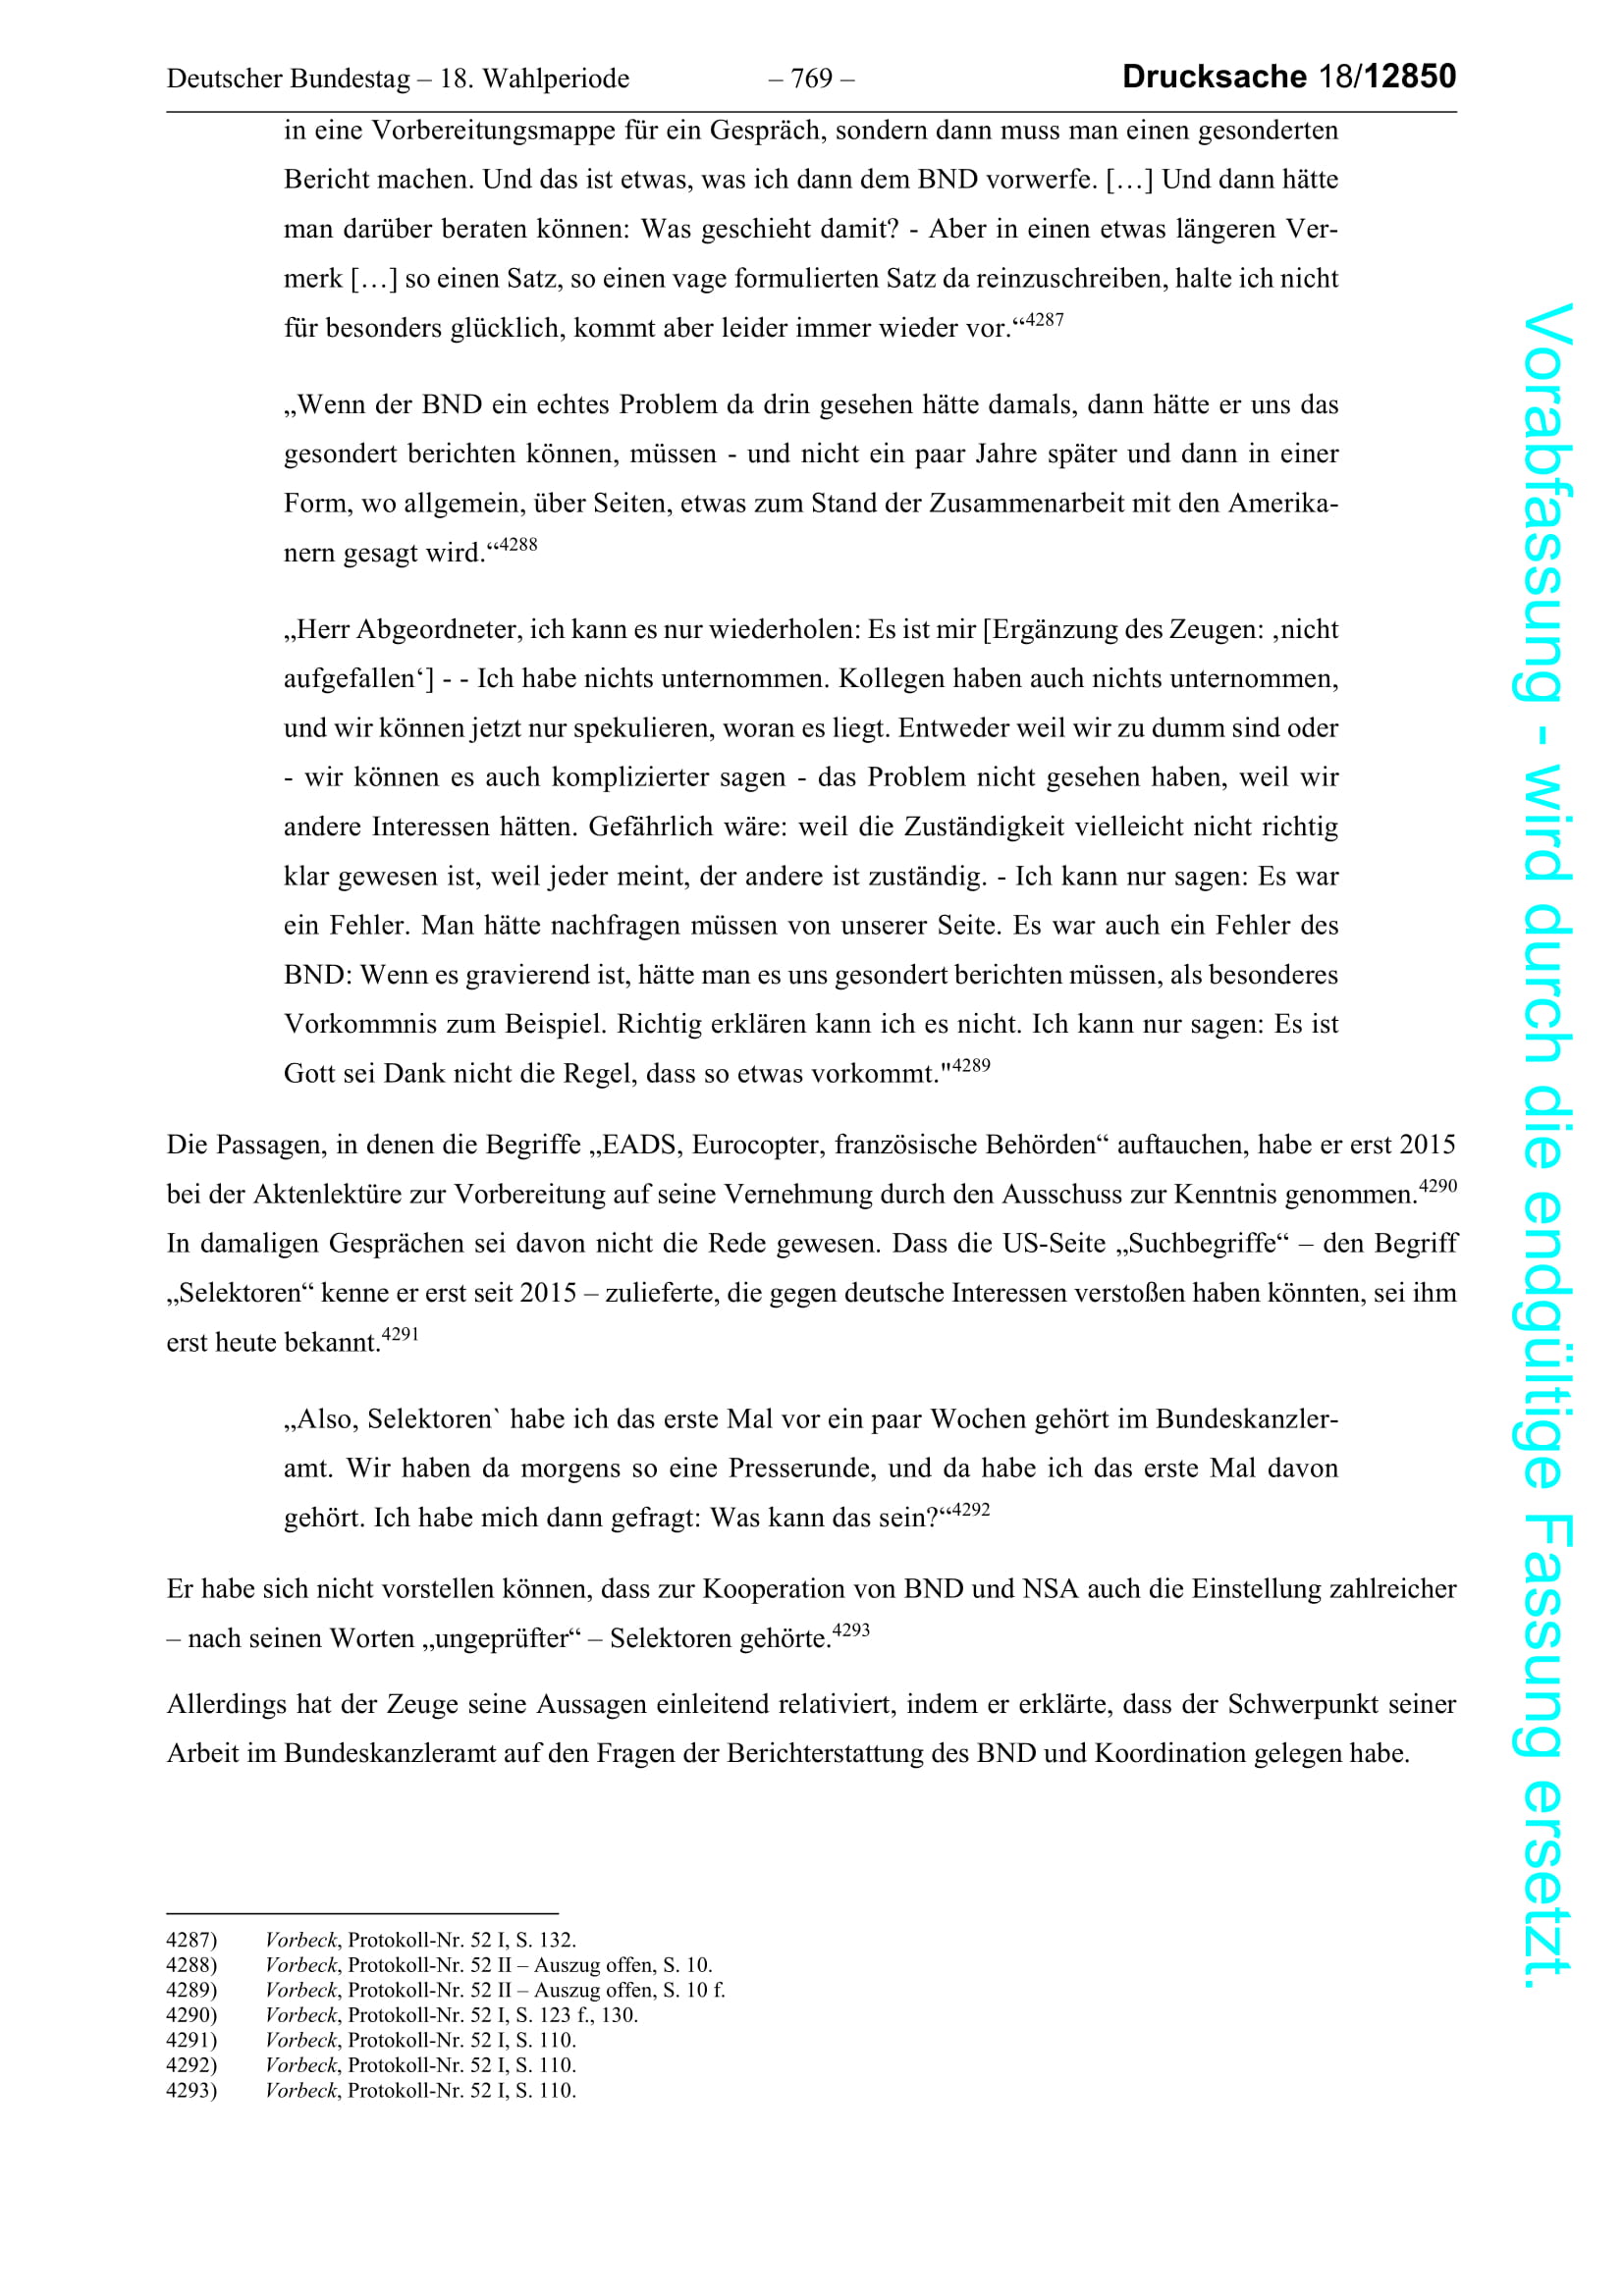 Deutscher Bundestag – 18. Wahlperiode – 769 – Drucksache 18/12850
in eine Vorbereitungsmappe für ein Gespräch, sondern dann muss man einen gesonderten
Bericht machen. Und das ist etwas, was ich dann dem BND vorwerfe. […] Und dann hätte
man darüber beraten können: Was geschieht damit? - Aber in einen etwas längeren Ver-
merk […] so einen Satz, so einen vage formulierten Satz da reinzuschreiben, halte ich nicht
für besonders glücklich, kommt aber leider immer wieder vor.“4287
„Wenn der BND ein echtes Problem da drin gesehen hätte damals, dann hätte er uns das
gesondert berichten können, müssen - und nicht ein paar Jahre später und dann in einer
Form, wo allgemein, über Seiten, etwas zum Stand der Zusammenarbeit mit den Amerika-
nern gesagt wird.“4288
„Herr Abgeordneter, ich kann es nur wiederholen: Es ist mir [Ergänzung des Zeugen: ‚nicht
aufgefallen‘] - - Ich habe nichts unternommen. Kollegen haben auch nichts unternommen,
und wir können jetzt nur spekulieren, woran es liegt. Entweder weil wir zu dumm sind oder
- wir können es auch komplizierter sagen - das Problem nicht gesehen haben, weil wir
andere Interessen hätten. Gefährlich wäre: weil die Zuständigkeit vielleicht nicht richtig
klar gewesen ist, weil jeder meint, der andere ist zuständig. - Ich kann nur sagen: Es war
ein Fehler. Man hätte nachfragen müssen von unserer Seite. Es war auch ein Fehler des
BND: Wenn es gravierend ist, hätte man es uns gesondert berichten müssen, als besonderes
Vorkommnis zum Beispiel. Richtig erklären kann ich es nicht. Ich kann nur sagen: Es ist
Gott sei Dank nicht die Regel, dass so etwas vorkommt."4289
Die Passagen, in denen die Begriffe „EADS, Eurocopter, französische Behörden“ auftauchen, habe er erst 2015
bei der Aktenlektüre zur Vorbereitung auf seine Vernehmung durch den Ausschuss zur Kenntnis genommen.4290
In damaligen Gesprächen sei davon nicht die Rede gewesen. Dass die US-Seite „Suchbegriffe“ – den Begriff
„Selektoren“ kenne er erst seit 2015 – zulieferte, die gegen deutsche Interessen verstoßen haben könnten, sei ihm
erst heute bekannt.4291
„Also, Selektoren` habe ich das erste Mal vor ein paar Wochen gehört im Bundeskanzler-
amt. Wir haben da morgens so eine Presserunde, und da habe ich das erste Mal davon
gehört. Ich habe mich dann gefragt: Was kann das sein?“4292
Er habe sich nicht vorstellen können, dass zur Kooperation von BND und NSA auch die Einstellung zahlreicher
– nach seinen Worten „ungeprüfter“ – Selektoren gehörte.4293
Allerdings hat der Zeuge seine Aussagen einleitend relativiert, indem er erklärte, dass der Schwerpunkt seiner
Arbeit im Bundeskanzleramt auf den Fragen der Berichterstattung des BND und Koordination gelegen habe.
4287) Vorbeck, Protokoll-Nr. 52 I, S. 132.
4288) Vorbeck, Protokoll-Nr. 52 II – Auszug offen, S. 10.
4289) Vorbeck, Protokoll-Nr. 52 II – Auszug offen, S. 10 f.
4290) Vorbeck, Protokoll-Nr. 52 I, S. 123 f., 130.
4291) Vorbeck, Protokoll-Nr. 52 I, S. 110.
4292) Vorbeck, Protokoll-Nr. 52 I, S. 110.
4293) Vorbeck, Protokoll-Nr. 52 I, S. 110.
Vorabfassung - wird durch die endgültige Fassung ersetzt.